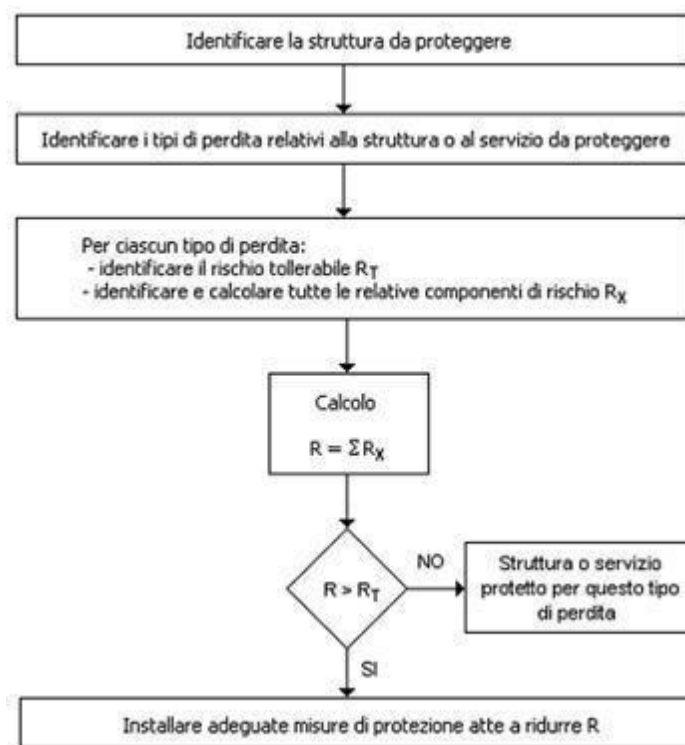 Identificare la struttura da proteggere
Identificare i tipi di perdita relativi alla struttura o al servizio da proteggere
Per ciascun tipo di perdita:
- identificare il rischio tollerabile RT
- identificare e calcolare tutte le relative componenti di rischio RX
Calcolo
R = ΣRX
R > RT
NO
Struttura o servizio
protetto per questo tipo
di perdita
SI
Installare adeguate misure di protezione atte a ridurre R